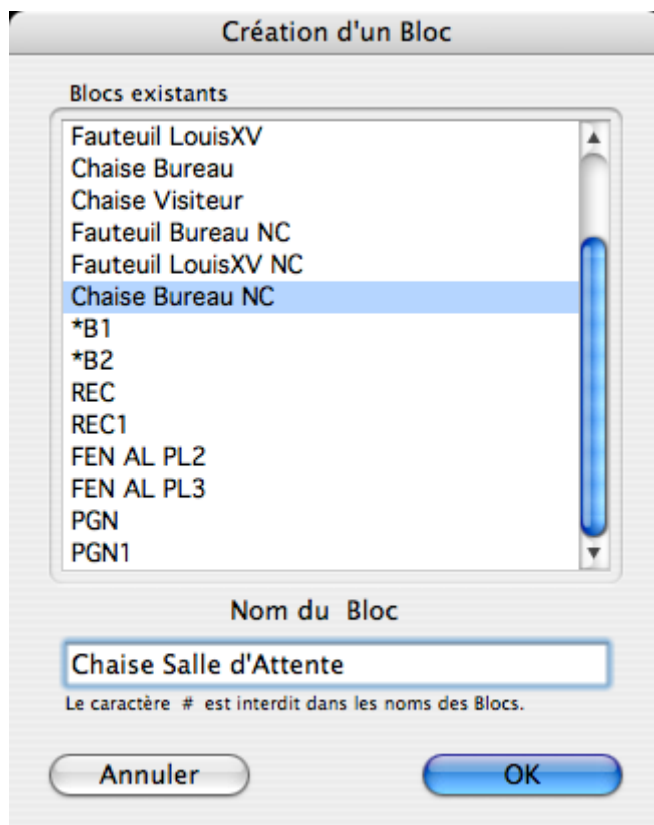 Création d'un Bloc
Blocs existants
Fauteuil LouisXV
Chaise Bureau
Chaise Visiteur
Fauteuil Bureau NC
Fauteuil LouisXV NC
Chaise Bureau NC
*B1
*B2
REC
REC1
FEN AL PL2
FEN AL PL3
PGN
PGN1
Nom du Bloc
Chaise Salle d'Attente
Le caractère # est interdit dans les noms des Blocs.
Annuler OK